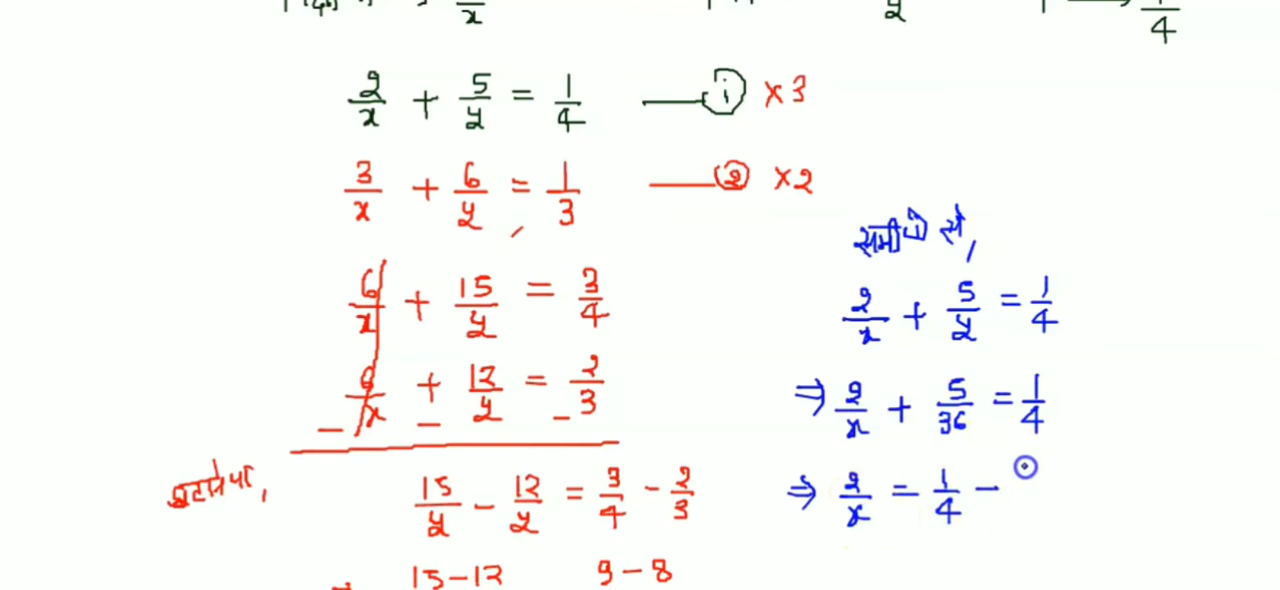 2/x + 5/y = 1/4 —— (i) ×3
3/x + 6/y = 1/3 —— (2) ×2
6/x + 15/y = 3/4
- 6/x + - 12/y = - 2/3
घटाने पर,
15/y - 12/y = 3/4 - 2/3
15-12 9-8
समी० (i) से,
2/x + 5/y = 1/4
⇒ 2/x + 5/36 = 1/4
⇒ 2/x = 1/4 -